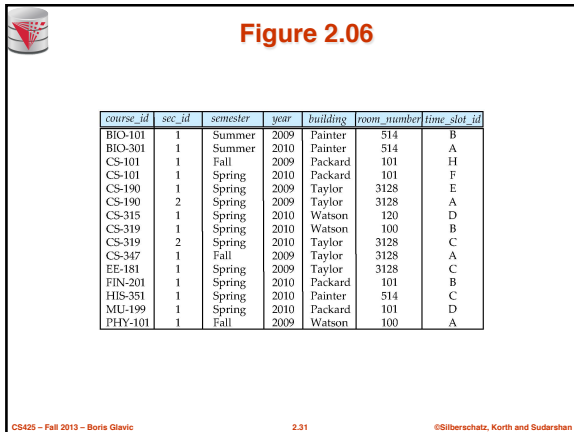 Figure 2.06
course_id sec_id semester year building room_number time_slot_id
BIO-101 1 Summer 2009 Painter 514 B
BIO-301 1 Summer 2010 Painter 514 A
CS-101 1 Fall 2009 Packard 101 H
CS-101 1 Spring 2010 Packard 101 F
CS-190 1 Spring 2009 Taylor 3128 E
CS-190 2 Spring 2009 Taylor 3128 A
CS-315 1 Spring 2010 Watson 120 D
CS-319 1 Spring 2010 Watson 100 B
CS-319 2 Spring 2010 Taylor 3128 C
CS-347 1 Fall 2009 Taylor 3128 A
EE-181 1 Spring 2009 Taylor 3128 C
FIN-201 1 Spring 2010 Packard 101 B
HIS-351 1 Spring 2010 Painter 514 C
MU-199 1 Spring 2010 Packard 101 D
PHY-101 1 Fall 2009 Watson 100 A
CS425 – Fall 2013 – Boris Glavic 2.31 ©Silberschatz, Korth and Sudarshan